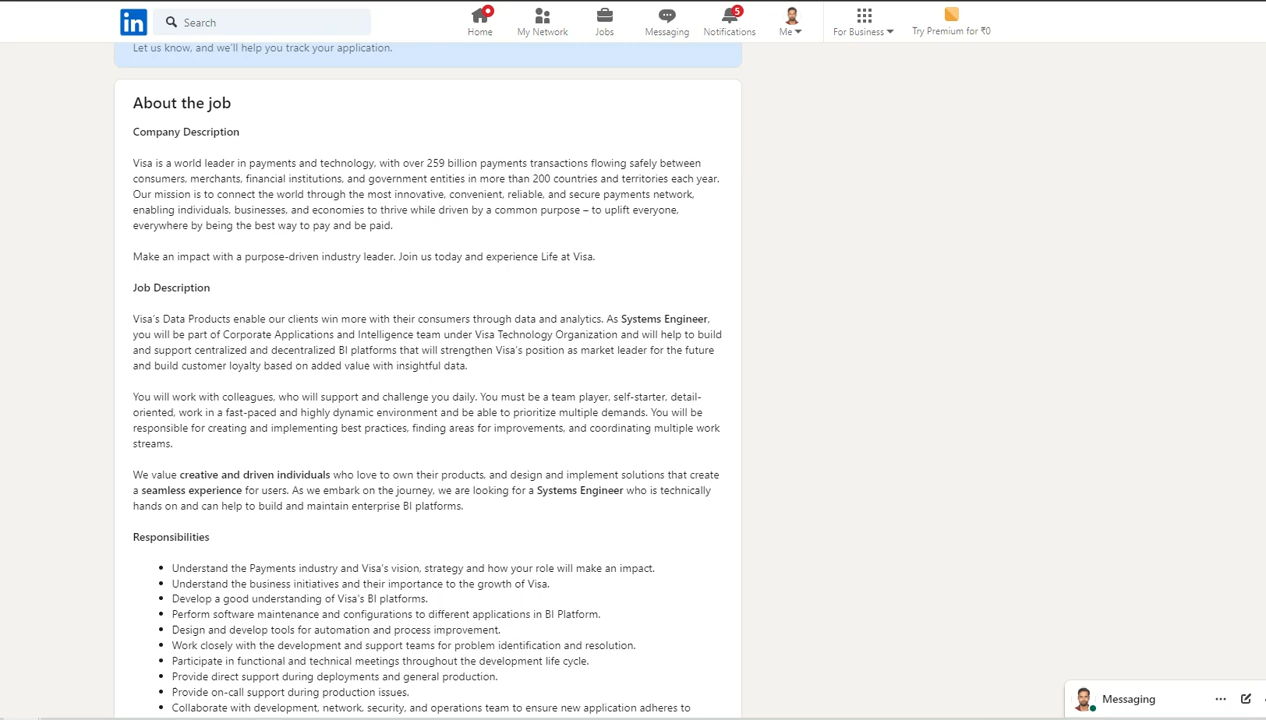 in
Search
Home
My Network
Jobs
Messaging
5
Notifications
Me
For Business
Try Premium for ₹0
Let us know, and we'll help you track your application.
About the job
Company Description
Visa is a world leader in payments and technology, with over 259 billion payments transactions flowing safely between
consumers, merchants, financial institutions, and government entities in more than 200 countries and territories each year.
Our mission is to connect the world through the most innovative, convenient, reliable, and secure payments network,
enabling individuals, businesses, and economies to thrive while driven by a common purpose – to uplift everyone,
everywhere by being the best way to pay and be paid.
Make an impact with a purpose-driven industry leader. Join us today and experience Life at Visa.
Job Description
Visa's Data Products enable our clients win more with their consumers through data and analytics. As Systems Engineer,
you will be part of Corporate Applications and Intelligence team under Visa Technology Organization and will help to build
and support centralized and decentralized BI platforms that will strengthen Visa's position as market leader for the future
and build customer loyalty based on added value with insightful data.
You will work with colleagues, who will support and challenge you daily. You must be a team player, self-starter, detail-
oriented, work in a fast-paced and highly dynamic environment and be able to prioritize multiple demands. You will be
responsible for creating and implementing best practices, finding areas for improvements, and coordinating multiple work
streams.
We value creative and driven individuals who love to own their products, and design and implement solutions that create
a seamless experience for users. As we embark on the journey, we are looking for a Systems Engineer who is technically
hands on and can help to build and maintain enterprise BI platforms.
Responsibilities
• Understand the Payments industry and Visa's vision, strategy and how your role will make an impact.
• Understand the business initiatives and their importance to the growth of Visa.
• Develop a good understanding of Visa's BI platforms.
• Perform software maintenance and configurations to different applications in BI Platform.
• Design and develop tools for automation and process improvement.
• Work closely with the development and support teams for problem identification and resolution.
• Participate in functional and technical meetings throughout the development life cycle.
• Provide direct support during deployments and general production.
• Provide on-call support during production issues.
• Collaborate with development, network, security, and operations team to ensure new application adheres to
Messaging